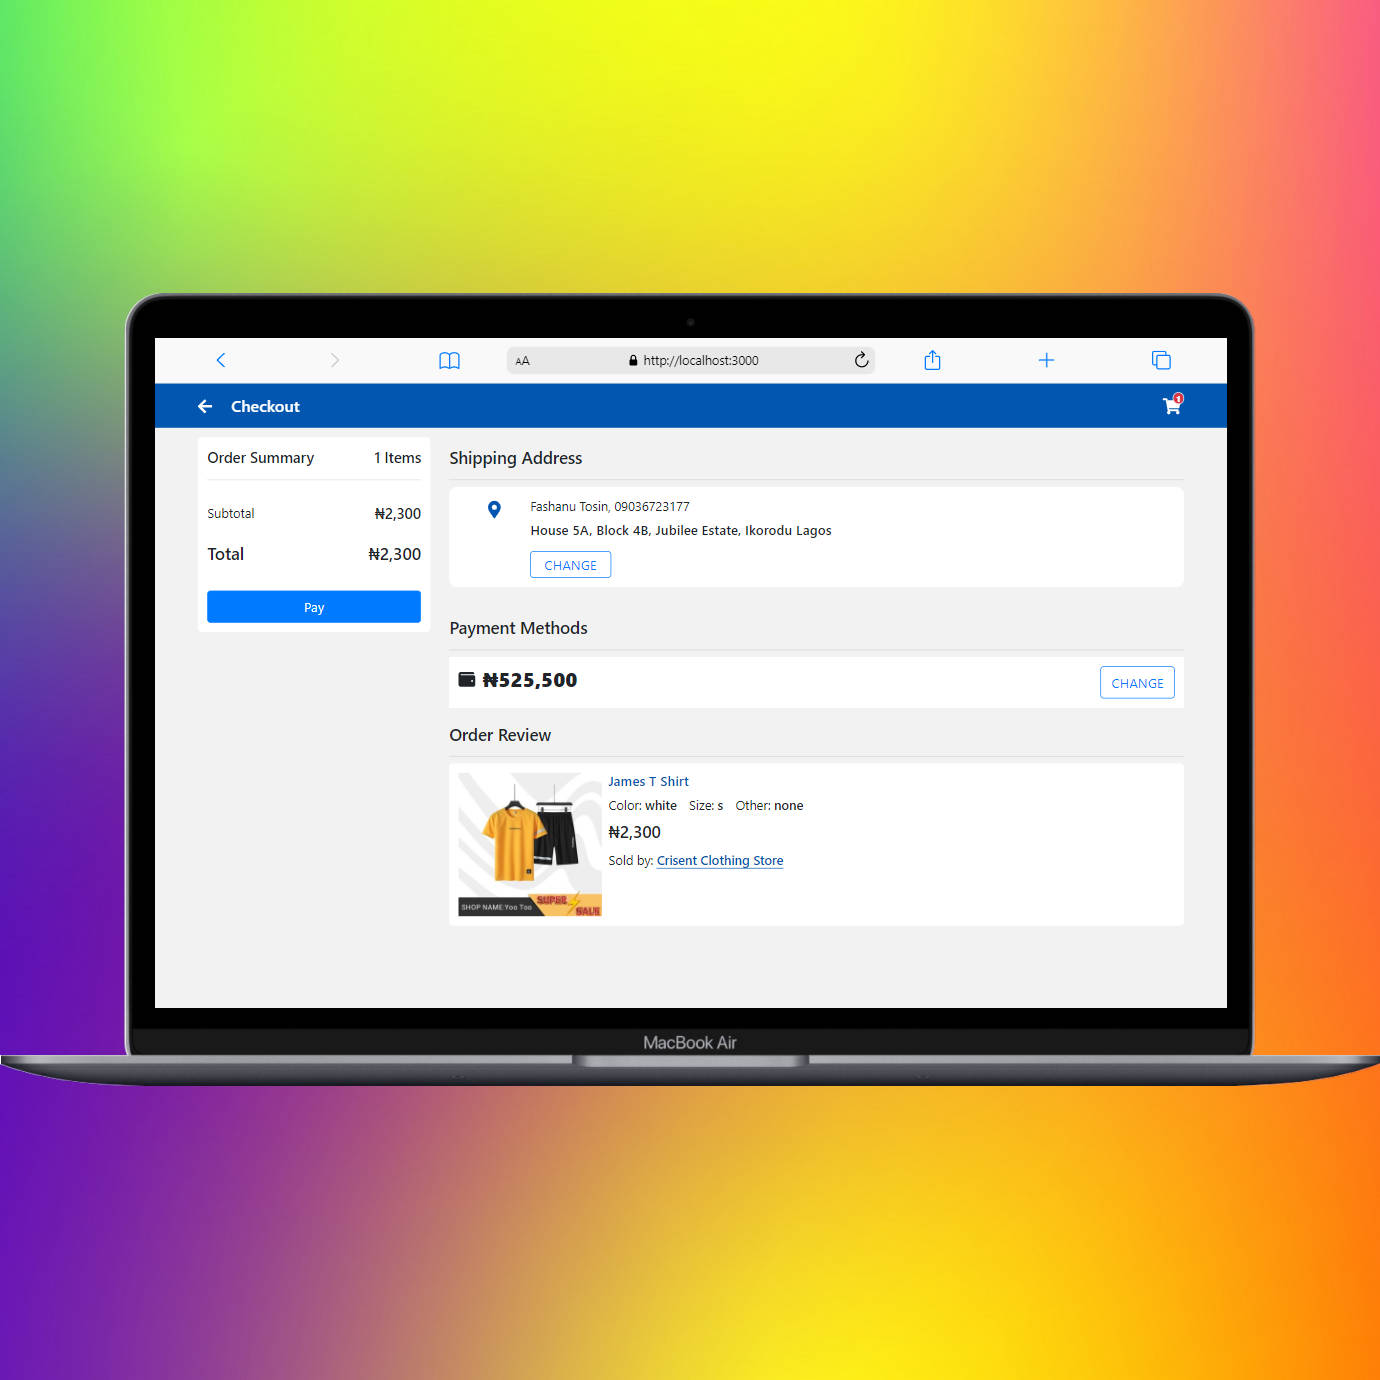 AA http://localhost:3000
Checkout
1
Order Summary 1 Items
Subtotal ₦2,300
Total ₦2,300
Pay
Shipping Address
Fashanu Tosin, 09036723177
House 5A, Block 4B, Jubilee Estate, Ikorodu Lagos
CHANGE
Payment Methods
₦525,500
CHANGE
Order Review
James T Shirt
Color: white Size: s Other: none
₦2,300
Sold by: Crisent Clothing Store
SHOP NAME:Yoo Too
SUPER
SALE
MacBook Air